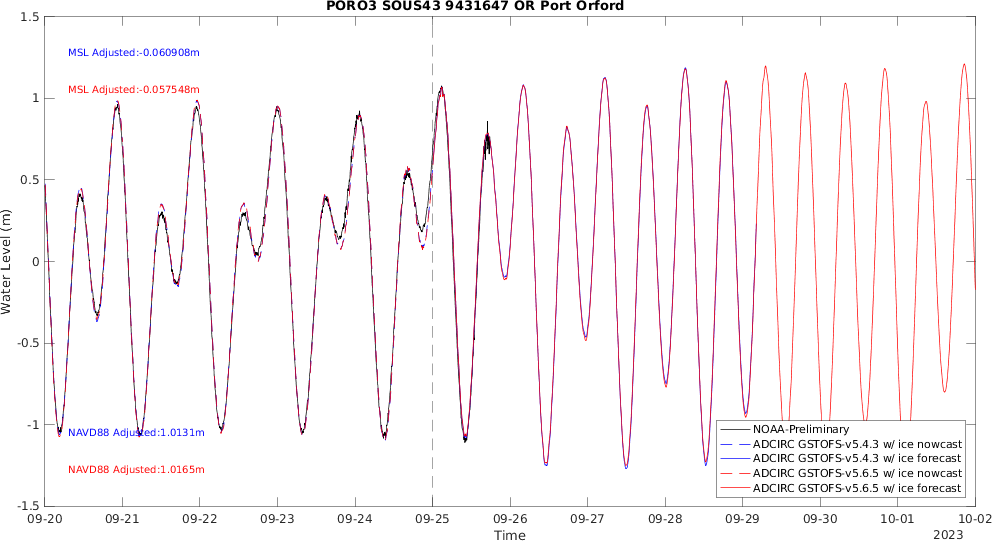 PORO3 SOUS43 9431647 OR Port Orford
MSL Adjusted:-0.060908m
MSL Adjusted:-0.057548m
NAVD88 Adjusted:1.0131m
NAVD88 Adjusted:1.0165m
Water Level (m)
1.5
1
0.5
0
-0.5
-1
-1.5
NOAA-Preliminary
ADCIRC GSTOFS-v5.4.3 w/ ice nowcast
ADCIRC GSTOFS-v5.4.3 w/ ice forecast
ADCIRC GSTOFS-v5.6.5 w/ ice nowcast
ADCIRC GSTOFS-v5.6.5 w/ ice forecast
09-20 09-21 09-22 09-23 09-24 09-25 09-26 09-27 09-28 09-29 09-30 10-01 10-02
Time
2023